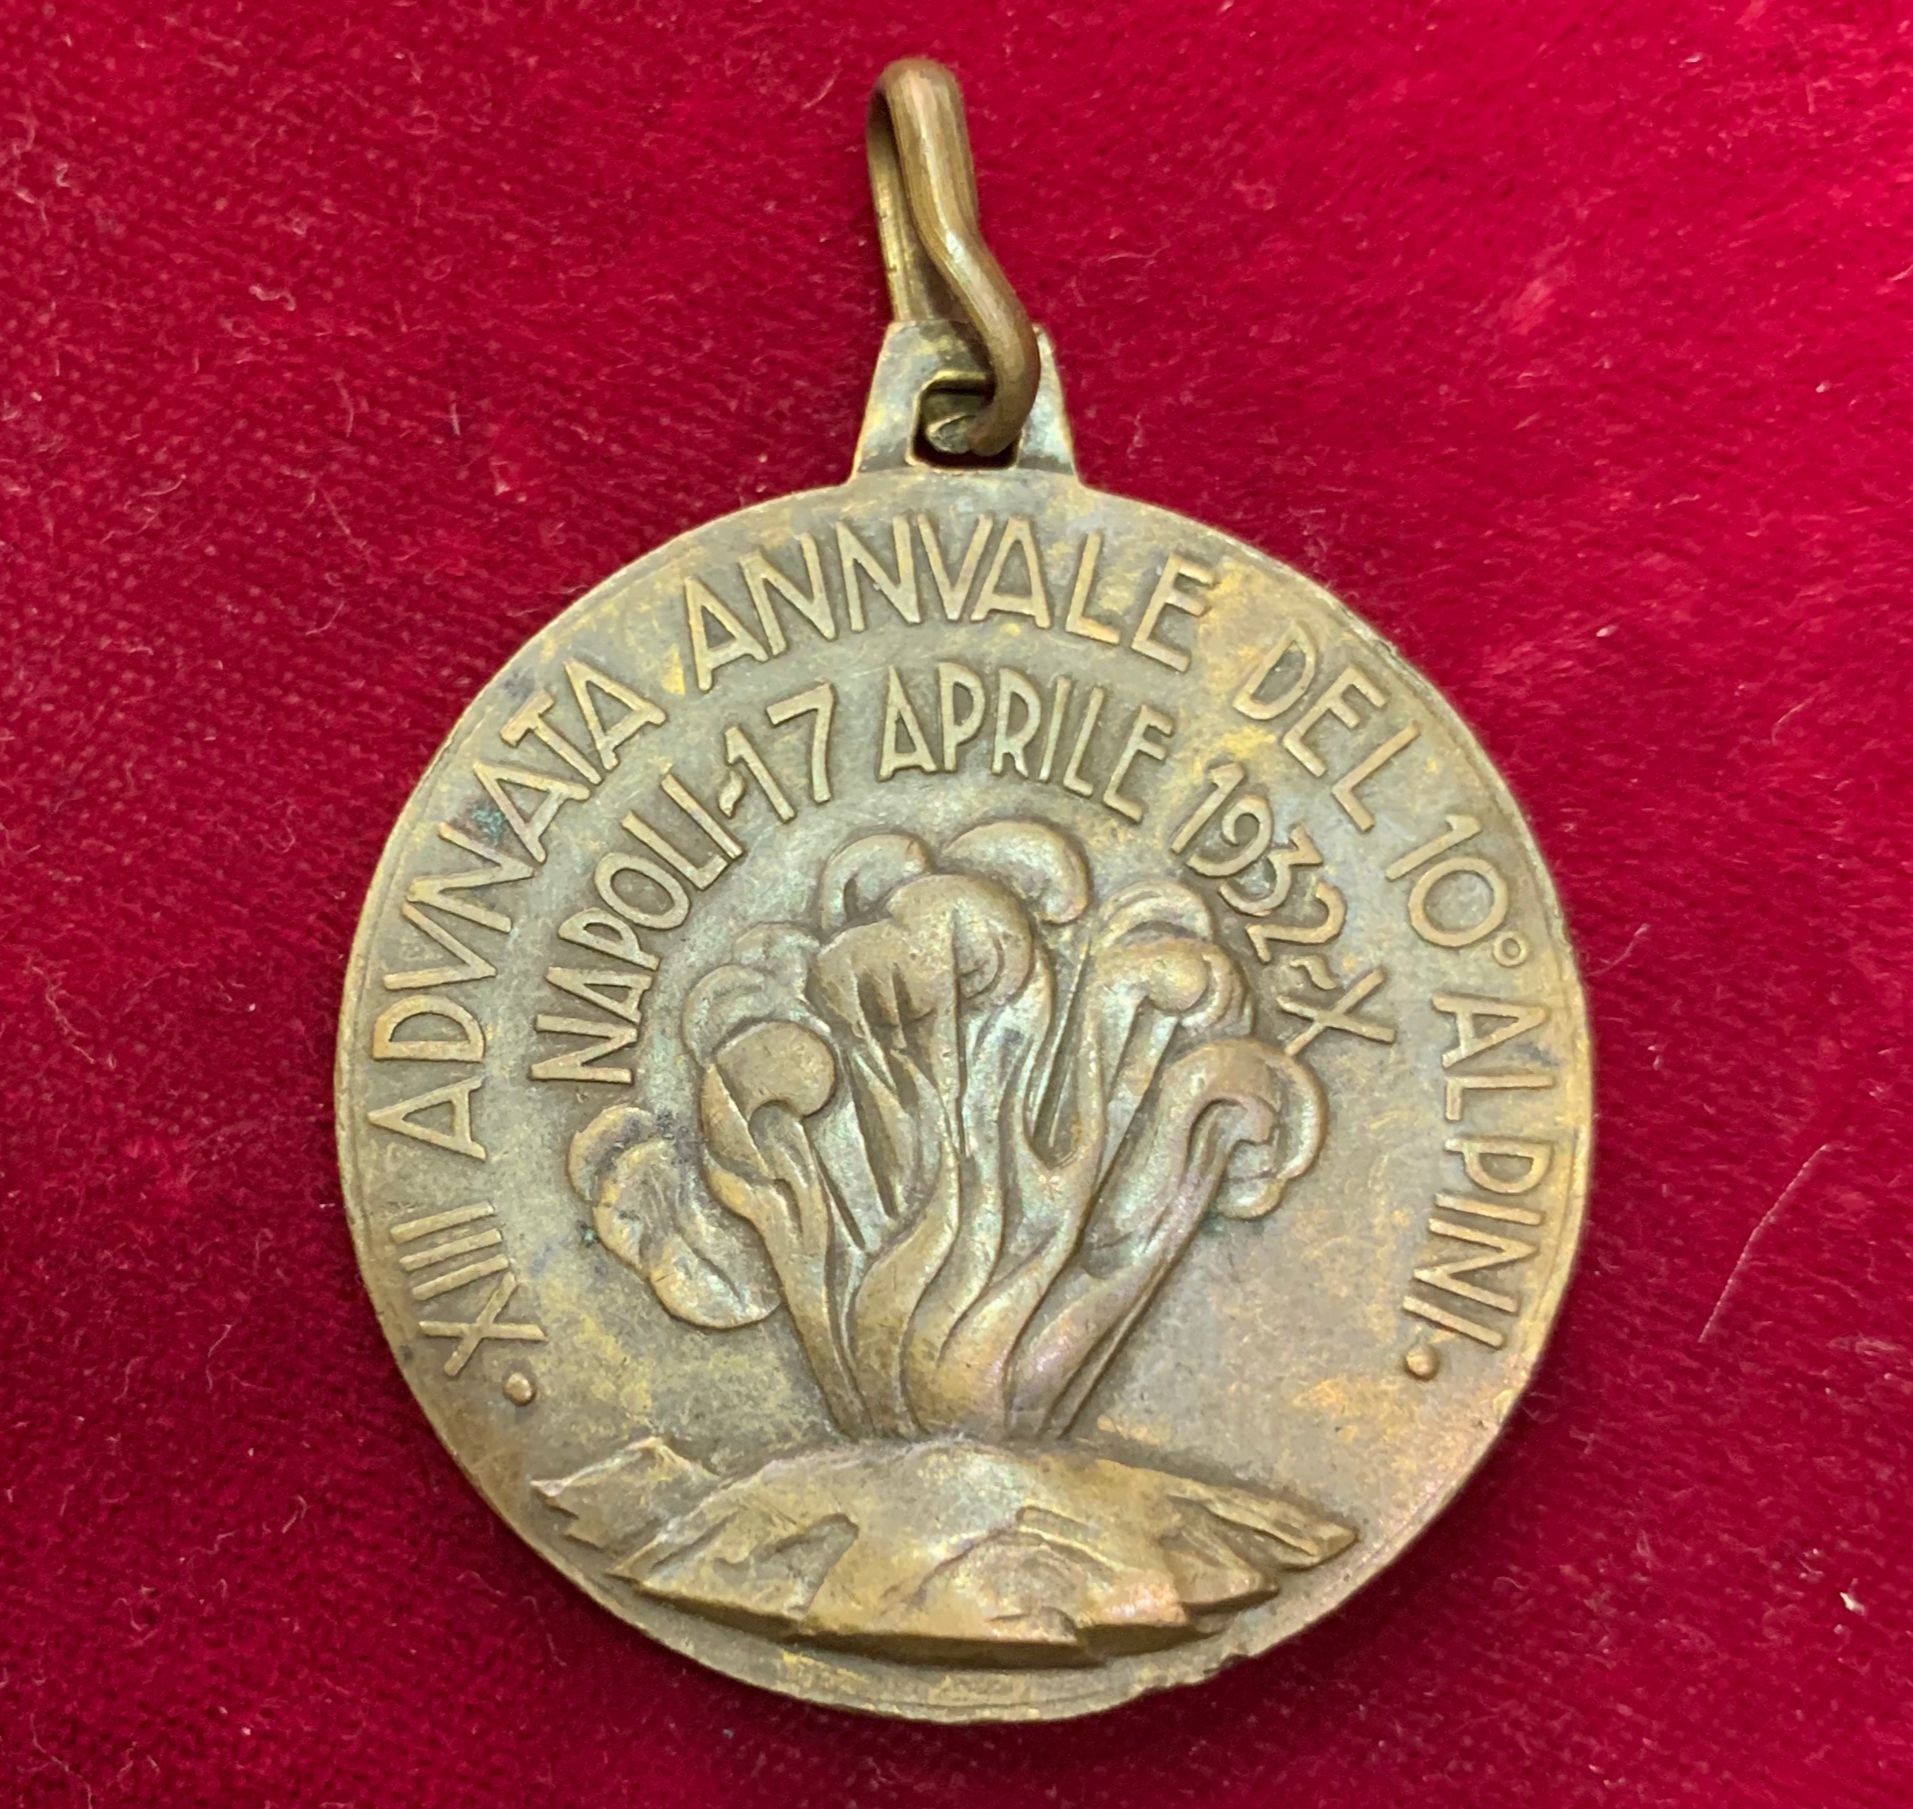 · XIII ADVNATA ANNVALE DEL 10° ALPINI ·
NAPOLI-17 APRILE 1932-X